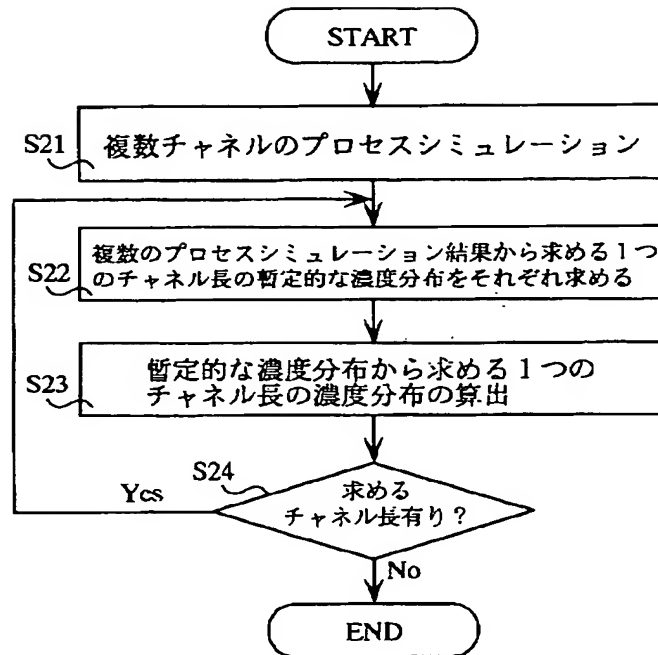 START
S21
複数チャネルのプロセスシミュレーション
S22
複数のプロセスシミュレーション結果から求める1つ
のチャネル長の暫定的な濃度分布をそれぞれ求める
S23
暫定的な濃度分布から求める1つの
チャネル長の濃度分布の算出
S24
Yes
求める
チャネル長有り?
No
END